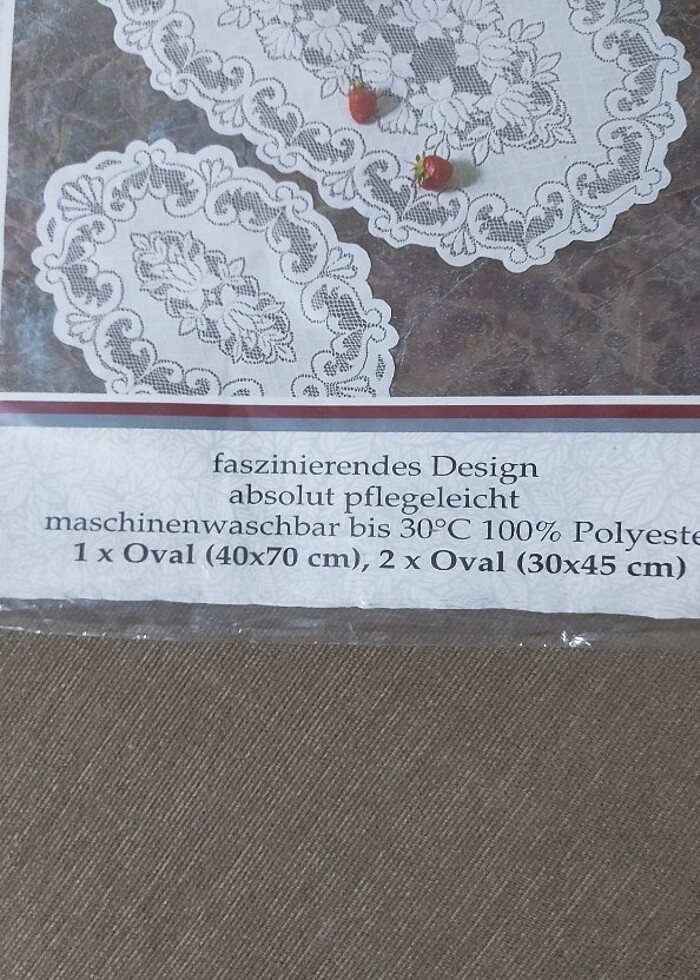 faszinierendes Design
absolut pflegeleicht
maschinenwaschbar bis 30°C 100% Polyeste
1 x Oval (40x70 cm), 2 x Oval (30x45 cm)